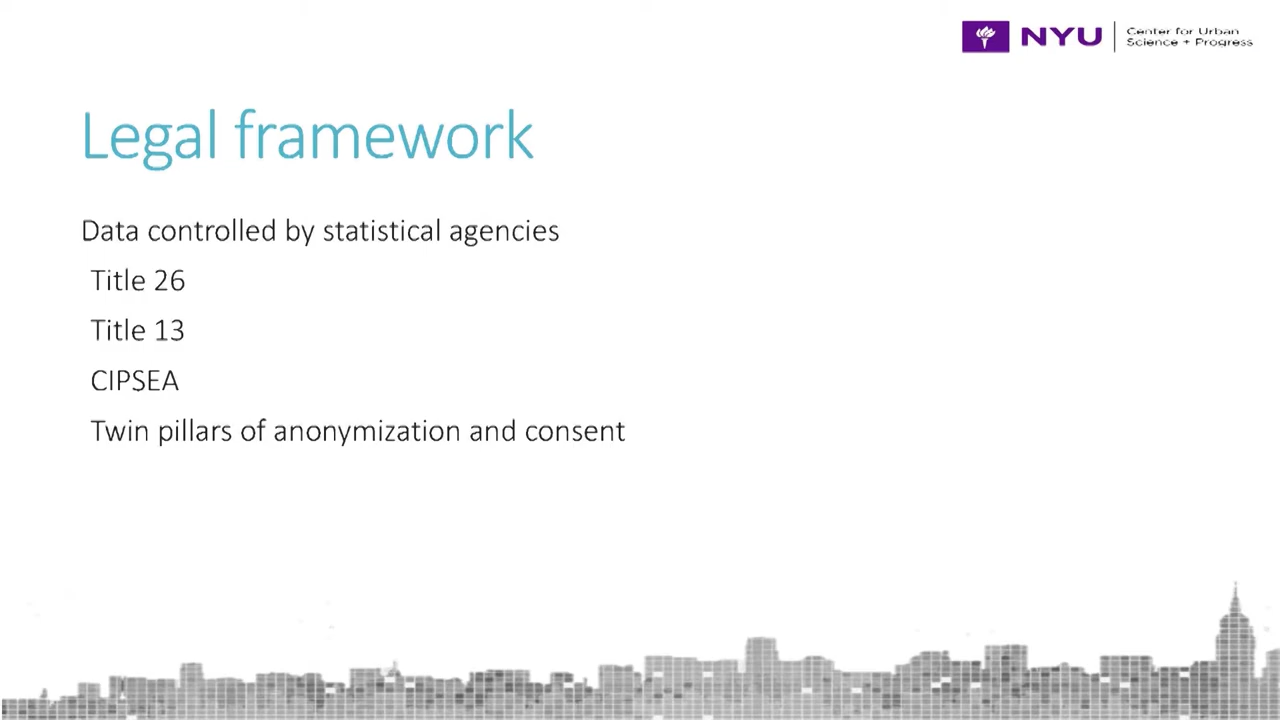 NYU
Center for Urban
Science + Progress
Legal framework
Data controlled by statistical agencies
Title 26
Title 13
CIPSEA
Twin pillars of anonymization and consent